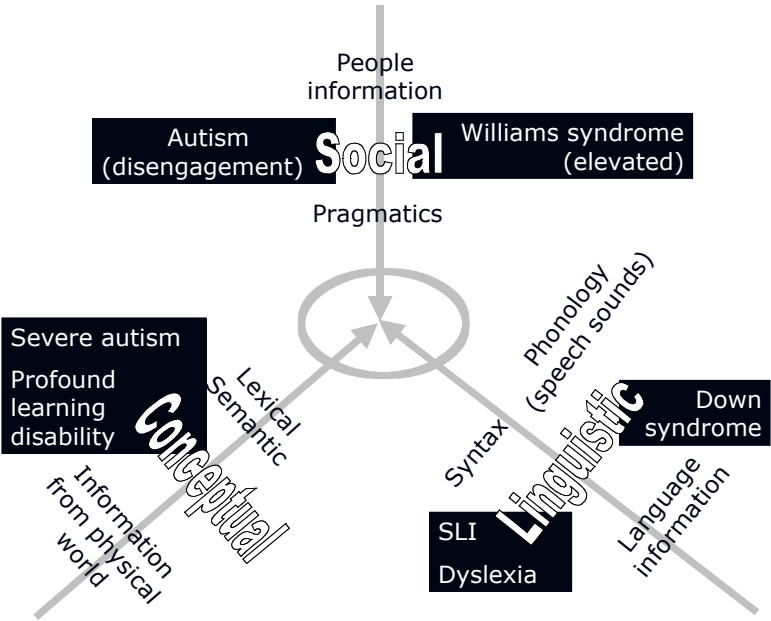 People
information
Autism
(disengagement)
Social
Williams syndrome
(elevated)
Pragmatics
Phonology
(speech sounds)
Severe autism
Profound
learning
disability
Lexical
Semantic
Conceptual
Information
from physical
world
Syntax
Linguistic
Down
syndrome
Language
information
SLI
Dyslexia